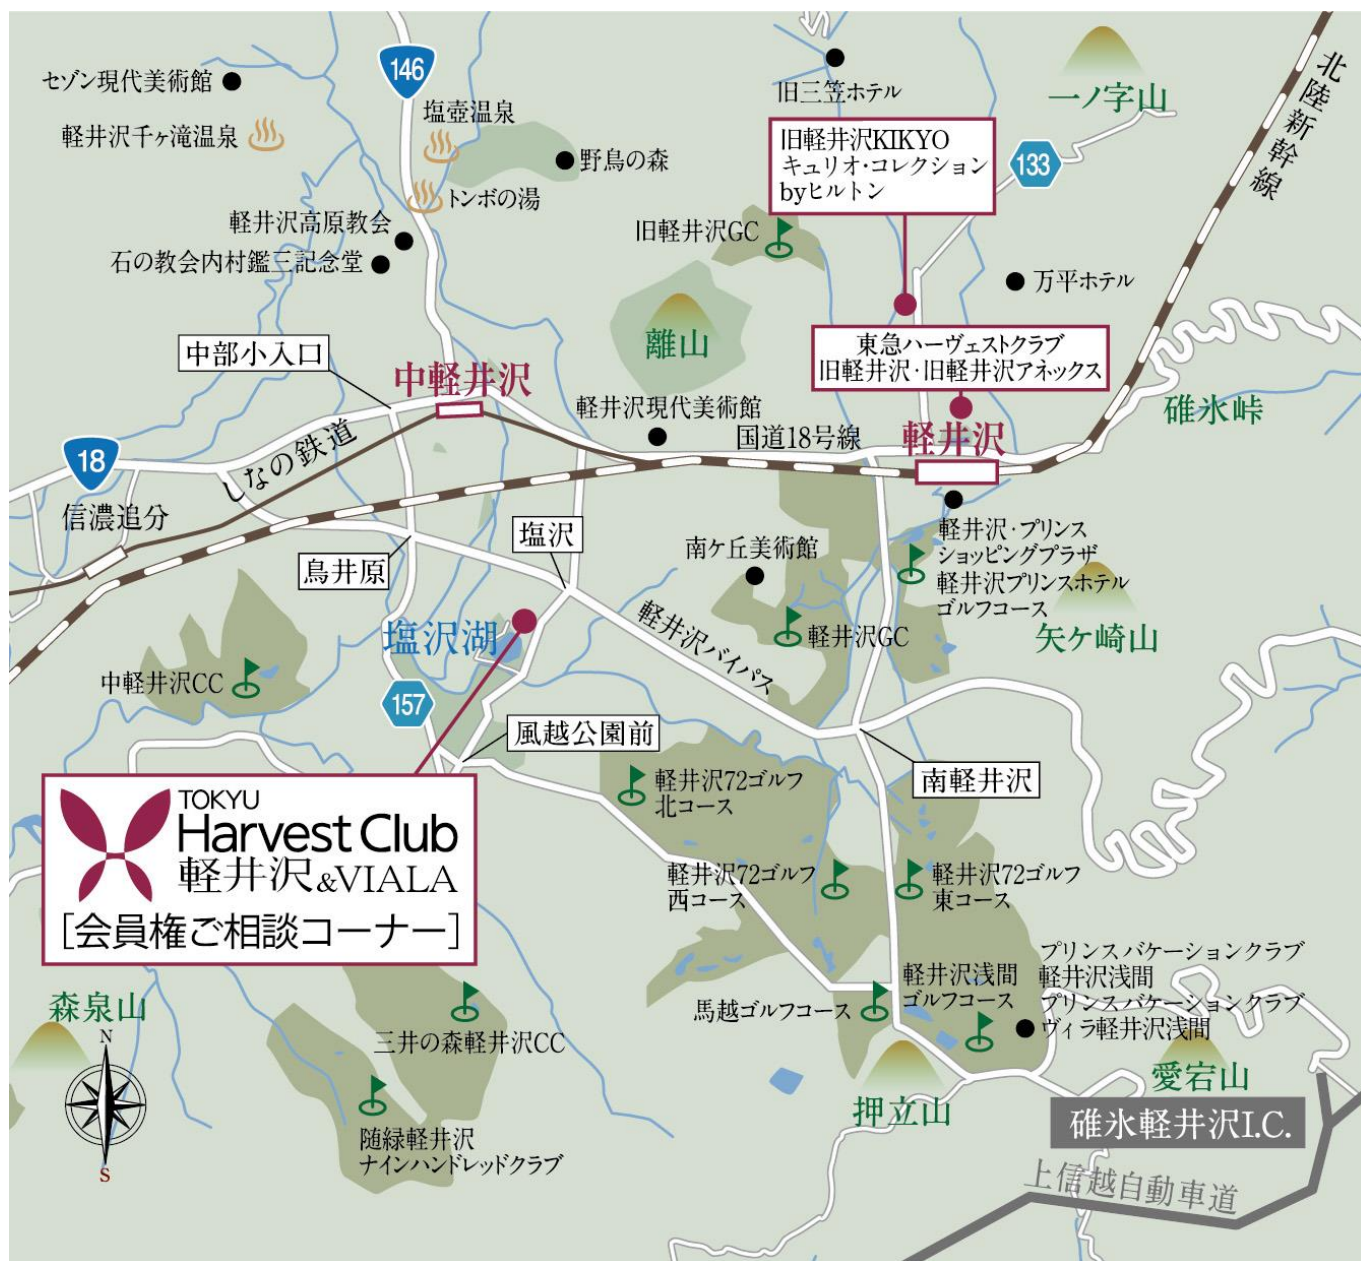 146
セゾン現代美術館
軽井沢千ヶ滝温泉
塩壺温泉
野鳥の森
トンボの湯
軽井沢高原教会
石の教会内村鑑三記念堂
旧三笠ホテル
一ノ字山
北陸新幹線
旧軽井沢KIKYO
キュリオ・コレクション
byヒルトン
133
旧軽井沢GC
万平ホテル
離山
東急ハーヴェストクラブ
旧軽井沢・旧軽井沢アネックス
中部小入口
中軽井沢
軽井沢現代美術館
国道18号線
軽井沢
碓氷峠
18
しなの鉄道
信濃追分
鳥井原
塩沢
南ケ丘美術館
軽井沢・プリンス
ショッピングプラザ
軽井沢プリンスホテル
ゴルフコース
矢ケ崎山
塩沢湖
軽井沢バイパス
軽井沢GC
中軽井沢CC
157
風越公園前
南軽井沢
TOKYU
Harvest Club
軽井沢&VIALA
[会員権ご相談コーナー]
軽井沢72ゴルフ
北コース
軽井沢72ゴルフ
西コース
軽井沢72ゴルフ
東コース
プリンスバケーションクラブ
軽井沢浅間
プリンスバケーションクラブ
ヴィラ軽井沢浅間
軽井沢浅間
ゴルフコース
馬越ゴルフコース
森泉山
N
S
三井の森軽井沢CC
随緑軽井沢
ナインハンドレッドクラブ
押立山
愛宕山
碓氷軽井沢I.C.
上信越自動車道